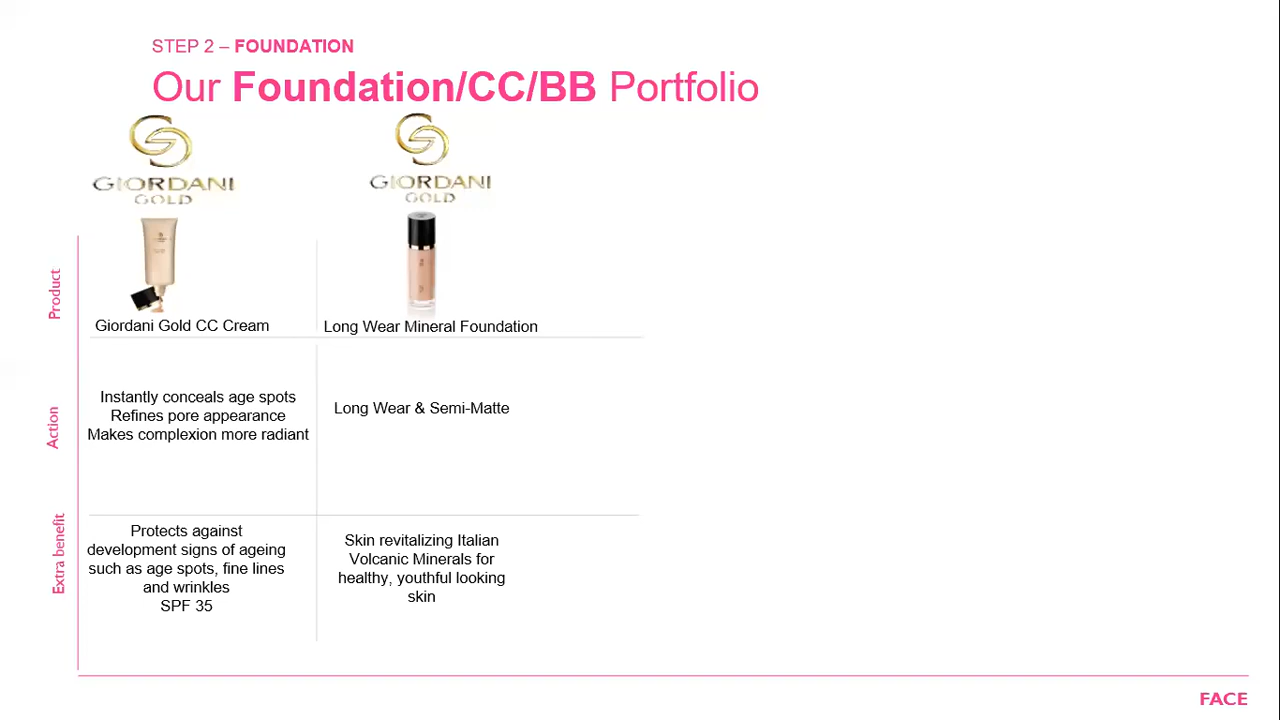 STEP 2 – FOUNDATION
Our Foundation/CC/BB Portfolio
GIORDANI
GOLD
GIORDANI
GOLD
Product
Giordani Gold CC Cream
Long Wear Mineral Foundation
Action
Instantly conceals age spots
Refines pore appearance
Makes complexion more radiant
Long Wear & Semi-Matte
Extra benefit
Protects against
development signs of ageing
such as age spots, fine lines
and wrinkles
SPF 35
Skin revitalizing Italian
Volcanic Minerals for
healthy, youthful looking
skin
FACE